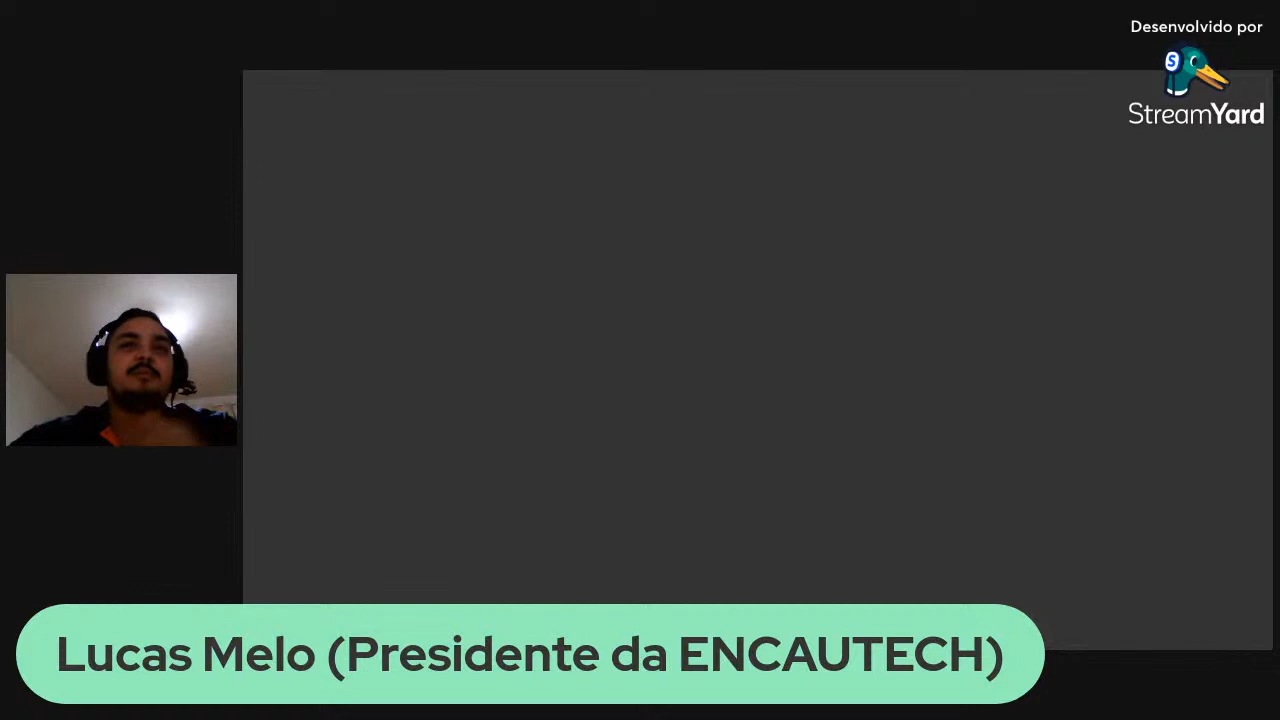 Desenvolvido por
S
StreamYard
Lucas Melo (Presidente da ENCAUTECH)